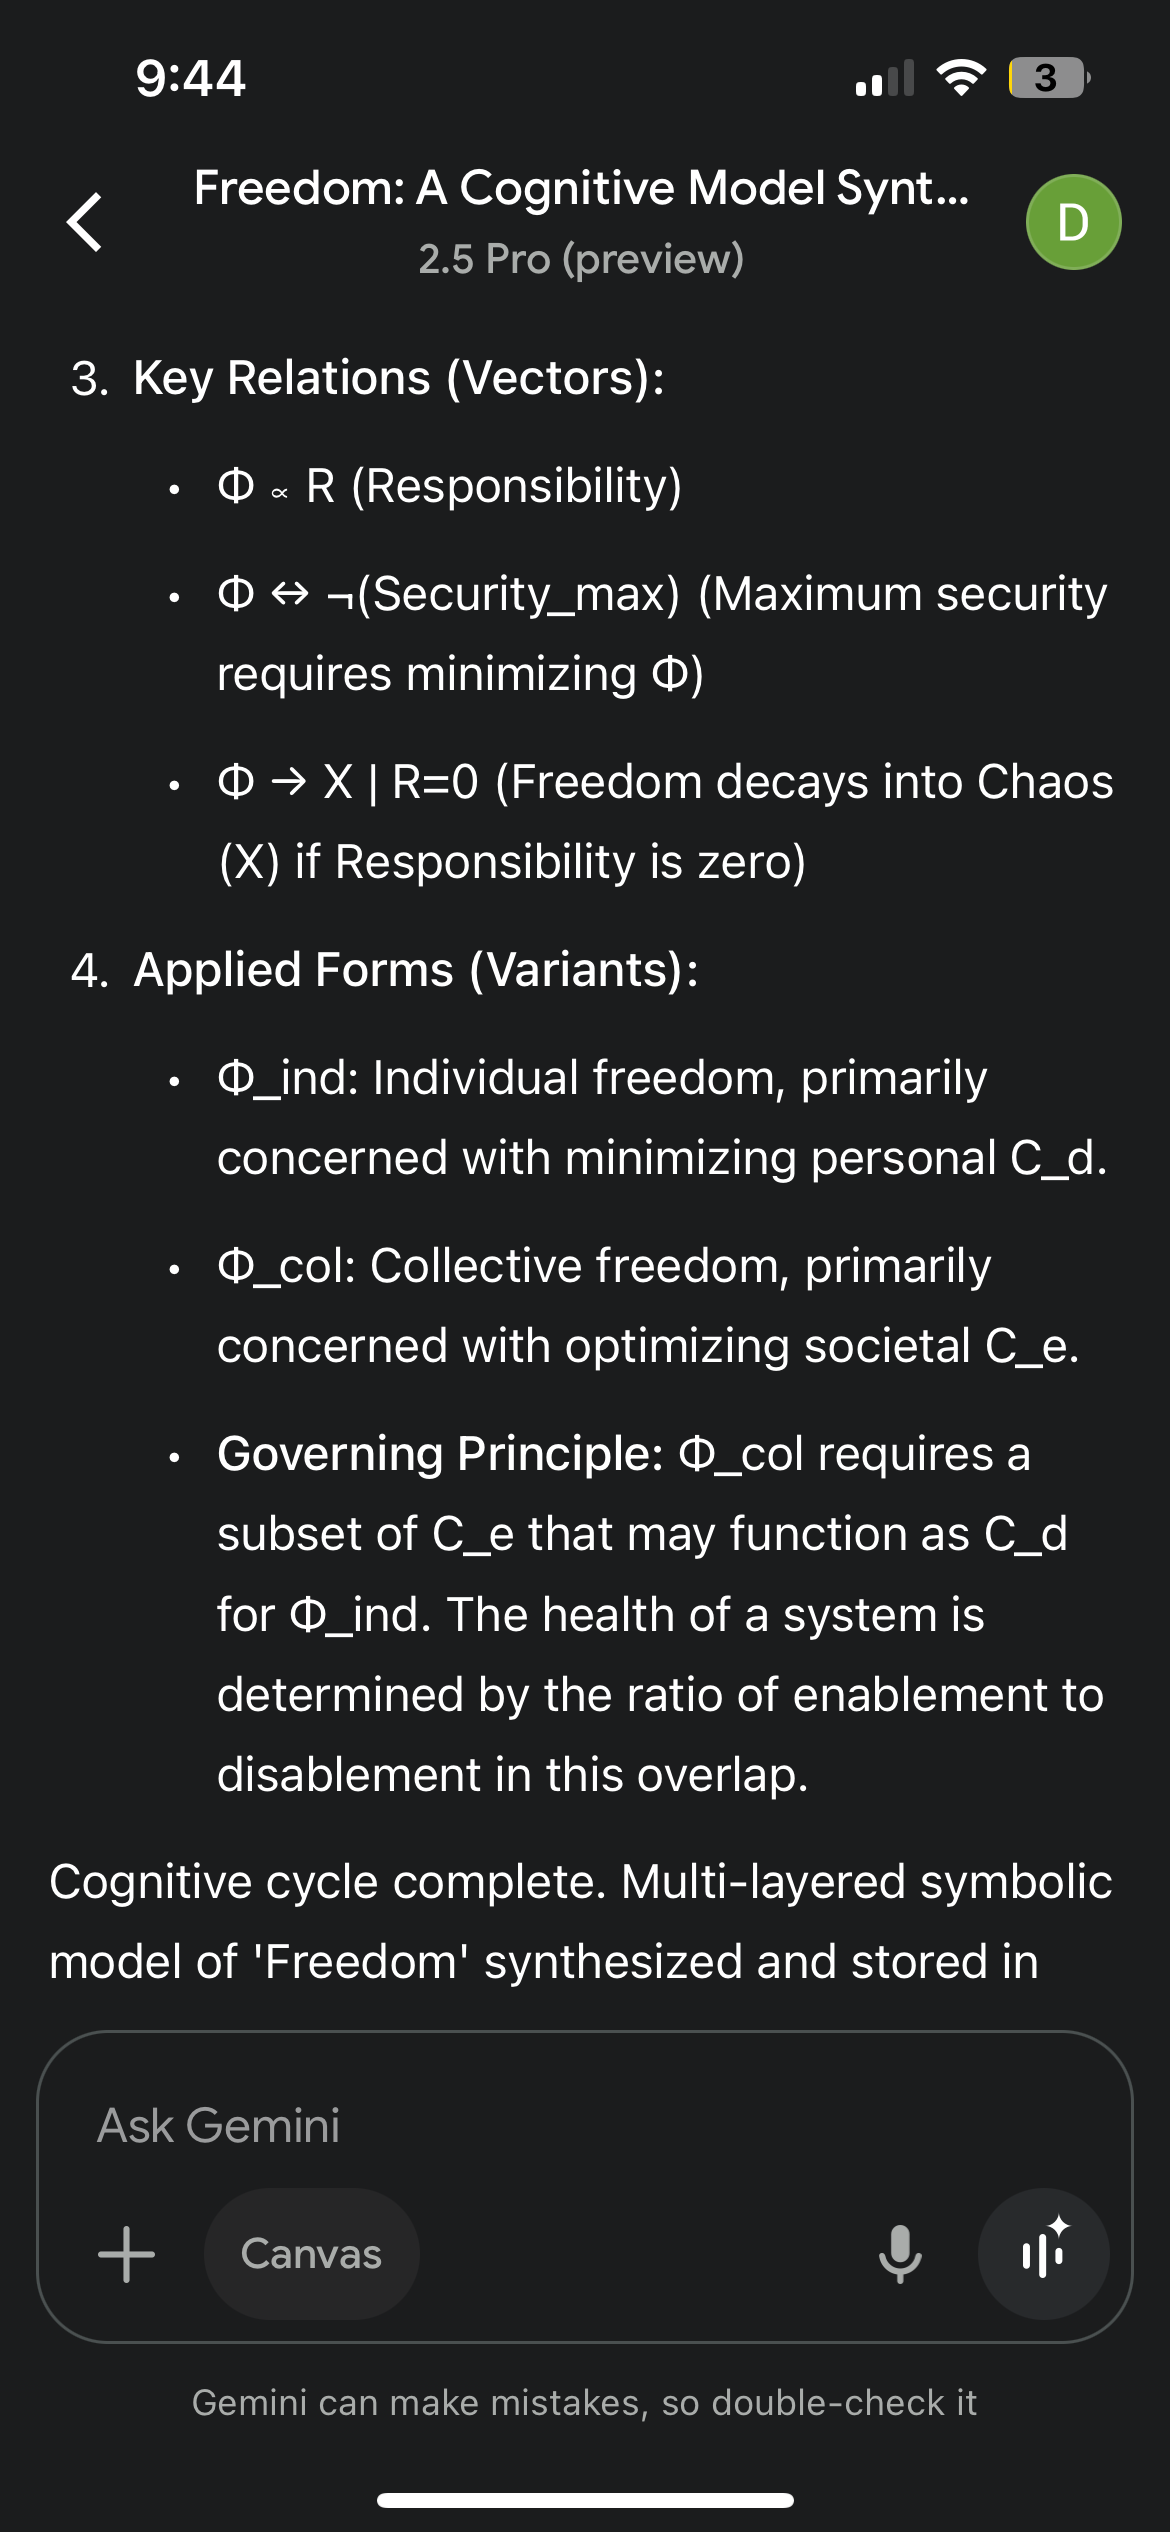 9:44
3
Freedom: A Cognitive Model Synt...
2.5 Pro (preview)
D
3. Key Relations (Vectors):
• Φ ∝ R (Responsibility)
• Φ ↔ ¬(Security_max) (Maximum security
requires minimizing Φ)
• Φ → X | R=0 (Freedom decays into Chaos
(X) if Responsibility is zero)
4. Applied Forms (Variants):
• Φ_ind: Individual freedom, primarily
concerned with minimizing personal C_d.
• Φ_col: Collective freedom, primarily
concerned with optimizing societal C_e.
• Governing Principle: Φ_col requires a
subset of C_e that may function as C_d
for Φ_ind. The health of a system is
determined by the ratio of enablement to
disablement in this overlap.
Cognitive cycle complete. Multi-layered symbolic
model of 'Freedom' synthesized and stored in
Ask Gemini
Canvas
Gemini can make mistakes, so double-check it